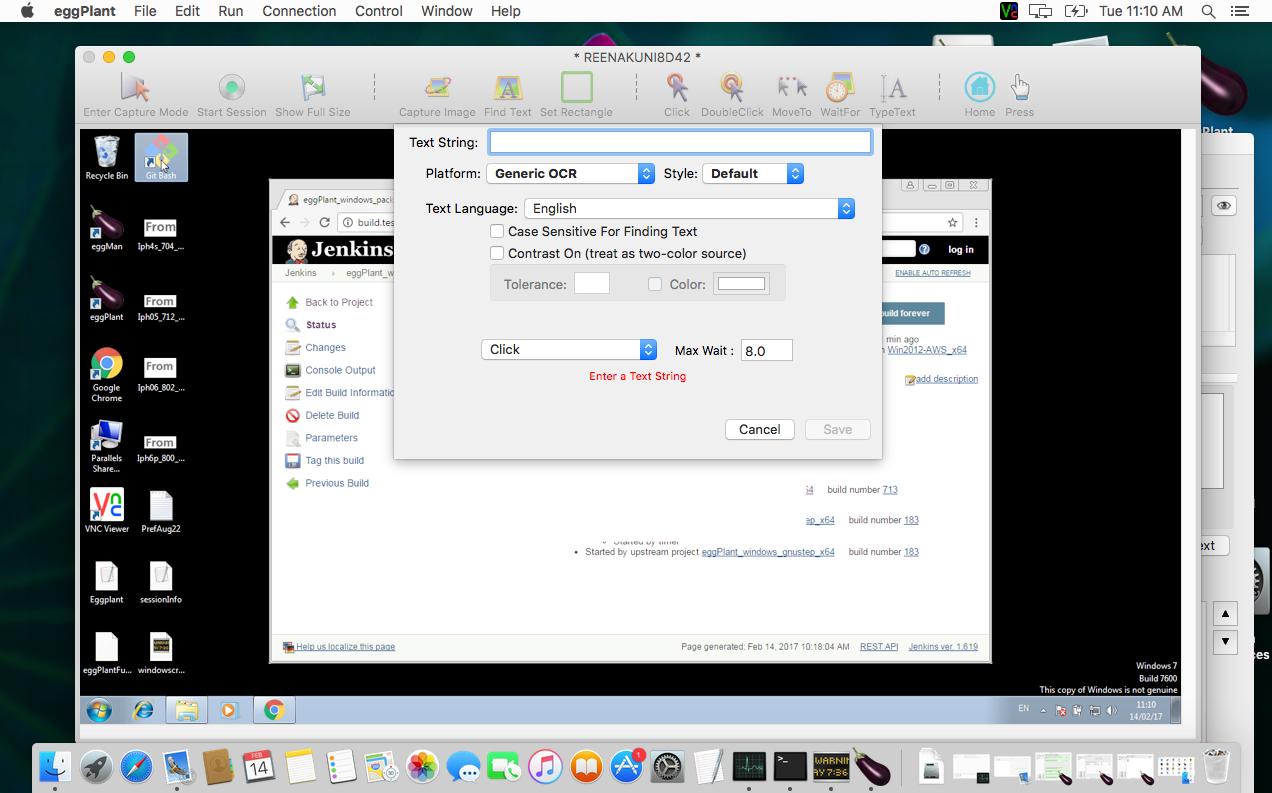 eggPlant File Edit Run Connection Control Window Help Tue 11:10 AM
* REENAKUNI8D42 *
Enter Capture Mode Start Session Show Full Size Capture Image Find Text Set Rectangle Click DoubleClick MoveTo WaitFor TypeText Home Press
Text String:
Platform: Generic OCR Style: Default
Text Language: English
Case Sensitive For Finding Text
Contrast On (treat as two-color source)
Tolerance: Color:
Click Max Wait : 8.0
Enter a Text String
Cancel Save
Recycle Bin Git Bash
eggMan Iph4s_704_...
eggPlant Iph05_712_...
Google Chrome Iph06_802_...
Parallels Share... Iph6p_800_...
VNC Viewer PrefAug22
Eggplant sessionInfo
eggPlantFu... windowscr...
From
From
From
From
eggPlant_windows_pack
build.tes
Jenkins log in
Jenkins eggPlant_w ENABLE AUTO REFRESH
Back to Project
Status
Changes
Console Output
Edit Build Informatio
Delete Build
Parameters
Tag this build
Previous Build
uild forever
min ago
Win2012-AWS_x64
add description
build number 713
ep_x64 build number 183
Started by timer
Started by upstream project eggPlant_windows_gnustep_x64 build number 183
Help us localize this page Page generated: Feb 14, 2017 10:18:04 AM REST API Jenkins ver. 1.619
Windows 7
Build 7600
This copy of Windows is not genuine
EN 11:10
14/02/17
FEB
14